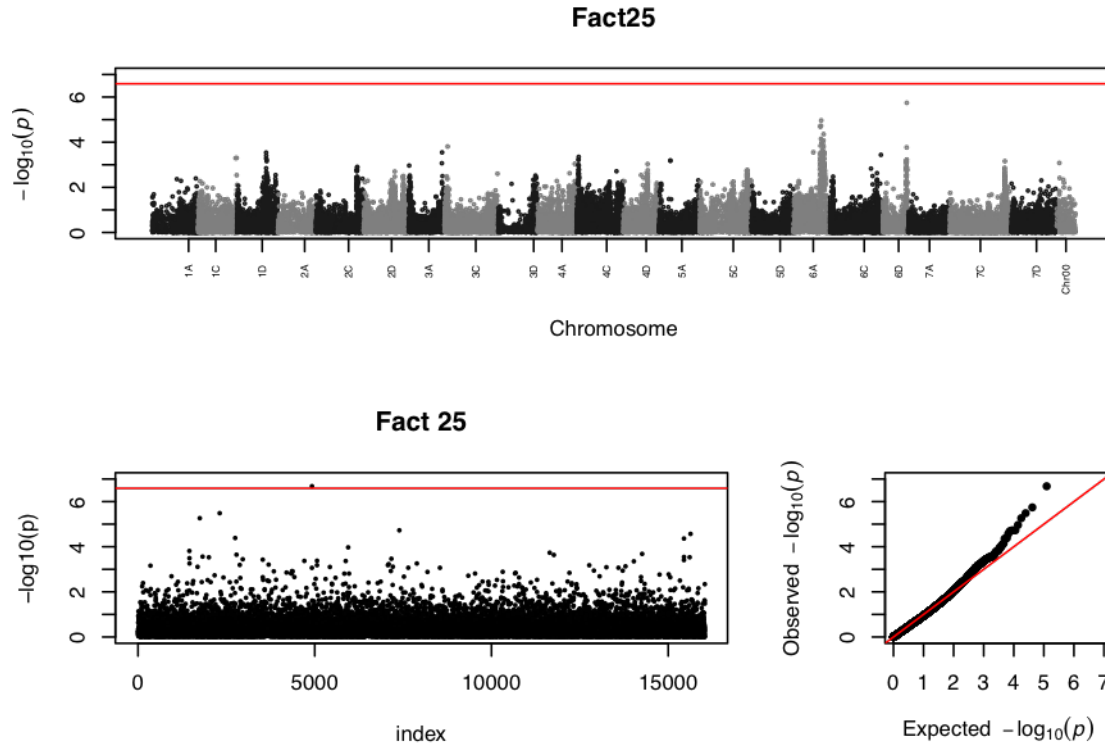 Fact25
−log₁₀(p)
6
4
2
0
1A 1C 1D 2A 2C 2D 3A 3C 3D 4A 4C 4D 5A 5C 5D 6A 6C 6D 7A 7C 7D Chr00
Chromosome
Fact 25
−log10(p)
6
4
2
0
0 5000 10000 15000
index
Observed −log₁₀(p)
6
4
2
0
0 1 2 3 4 5 6 7
Expected −log₁₀(p)